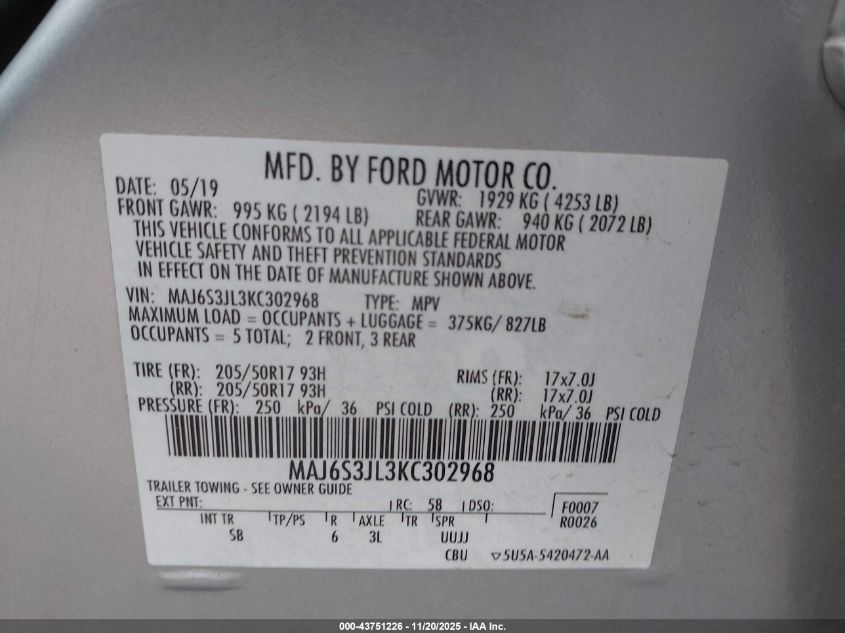 MFD. BY FORD MOTOR CO.
DATE: 05/19 GVWR: 1929 KG ( 4253 LB)
FRONT GAWR: 995 KG ( 2194 LB) REAR GAWR: 940 KG ( 2072 LB)
THIS VEHICLE CONFORMS TO ALL APPLICABLE FEDERAL MOTOR
VEHICLE SAFETY AND THEFT PREVENTION STANDARDS
IN EFFECT ON THE DATE OF MANUFACTURE SHOWN ABOVE.
VIN: MAJ6S3JL3KC302968 TYPE: MPV
MAXIMUM LOAD = OCCUPANTS + LUGGAGE = 375KG/ 827LB
OCCUPANTS = 5 TOTAL; 2 FRONT, 3 REAR
TIRE (FR): 205/50R17 93H RIMS (FR): 17x7.0J
(RR): 205/50R17 93H (RR): 17x7.0J
PRESSURE (FR): 250 kPa/ 36 PSI COLD (RR): 250 kPa/ 36 PSI COLD
MAJ6S3JL3KC302968
TRAILER TOWING - SEE OWNER GUIDE
EXT PNT: RC: 58 DSO: F0007
R0026
INT TR TP/PS R AXLE TR SPR
SB 6 3L UUJJ
CBU ▽5U5A-5420472-AA
000-43751226 - 11/20/2025 - IAA Inc.